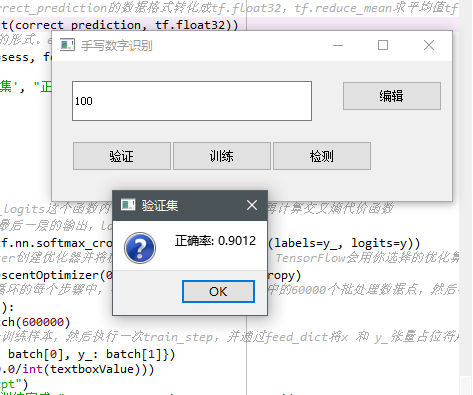 rrect_prediction的数据格式转化成tf.float32，tf.reduce_mean求平均值tf
t(correct_prediction, tf.float32))
的形式。e
手写数字识别
=sess, fe
集', "正
100
编辑
验证
训练
检测
_logits这个函数内
再计算交叉熵代价函数
验证集
最后一层的输出，la
正确率: 0.9012
tf.nn.softmax_cro
(labels=y_, logits=y))
zer创建优化器并
TensorFlow会用你选择的优化
escentOptimizer(0
ropy)
OK
循环的每个步骤中，
中的60000个批处理数据点，然后
):
tch(600000)
训练样本，然后执行一次train_step，并通过feed_dict将x 和 y_张量占位符
batch[0], y_: batch[1]})
0.0/int(textboxValue)))
pt")